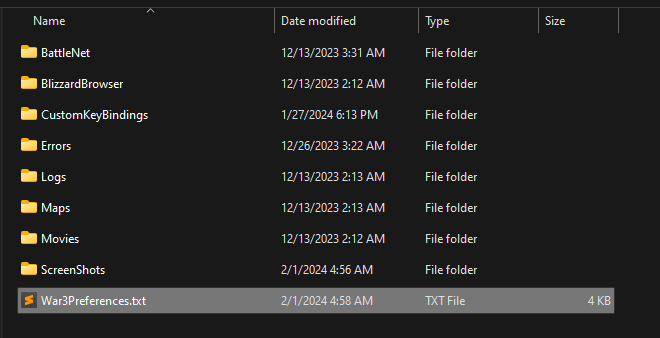 Name Date modified Type Size
BattleNet 12/13/2023 3:31 AM File folder
BlizzardBrowser 12/13/2023 2:12 AM File folder
CustomKeyBindings 1/27/2024 6:13 PM File folder
Errors 12/26/2023 3:22 AM File folder
Logs 12/13/2023 2:13 AM File folder
Maps 12/13/2023 2:13 AM File folder
Movies 12/13/2023 2:12 AM File folder
ScreenShots 2/1/2024 4:56 AM File folder
War3Preferences.txt 2/1/2024 4:58 AM TXT File 4 KB